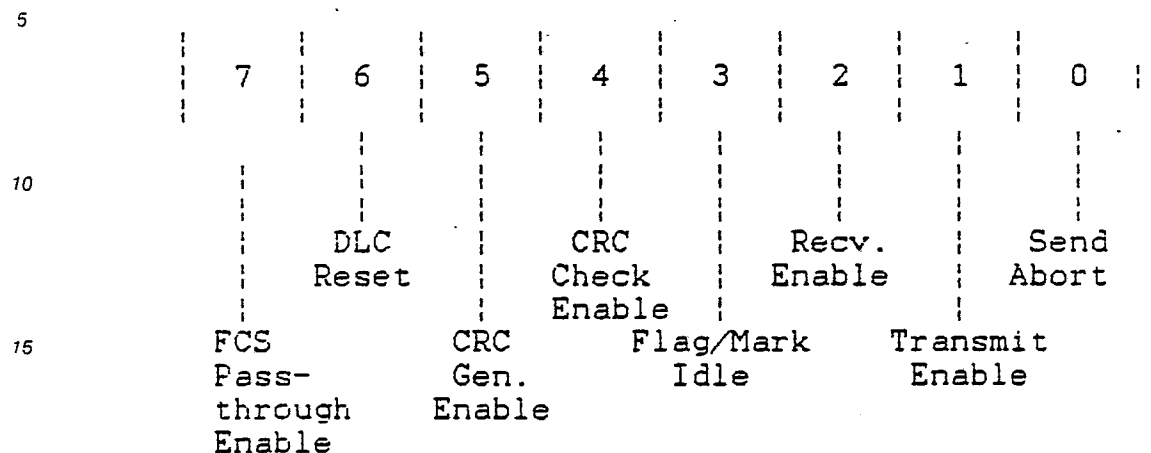 5
7 6 5 4 3 2 1 0
10
DLC CRC Recv. Send
Reset Check Enable Abort
Enable
15 FCS CRC Flag/Mark Transmit
Pass- Gen. Idle Enable
through Enable
Enable